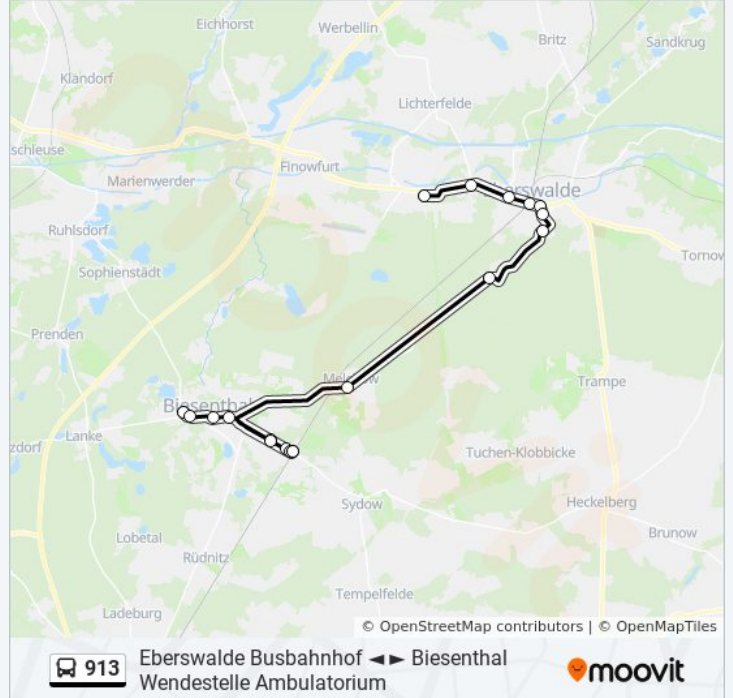 Eichhorst
Werbellin
Britz
Sandkrug
Klandorf
Lichterfelde
schleuse
Finowfurt
Marienwerder
erswalde
Ruhlsdorf
Tornow
Sophienstädt
Prenden
Melchow
Trampe
Biesenthal
zdorf
Lanke
Tuchen-Klobbicke
Sydow
Heckelberg
Brunow
Lobetal
Rüdnitz
Tempelfelde
Ladeburg
© OpenStreetMap contributors | © OpenMapTiles
913
Eberswalde Busbahnhof ◄ ► Biesenthal
Wendestelle Ambulatorium
moovit